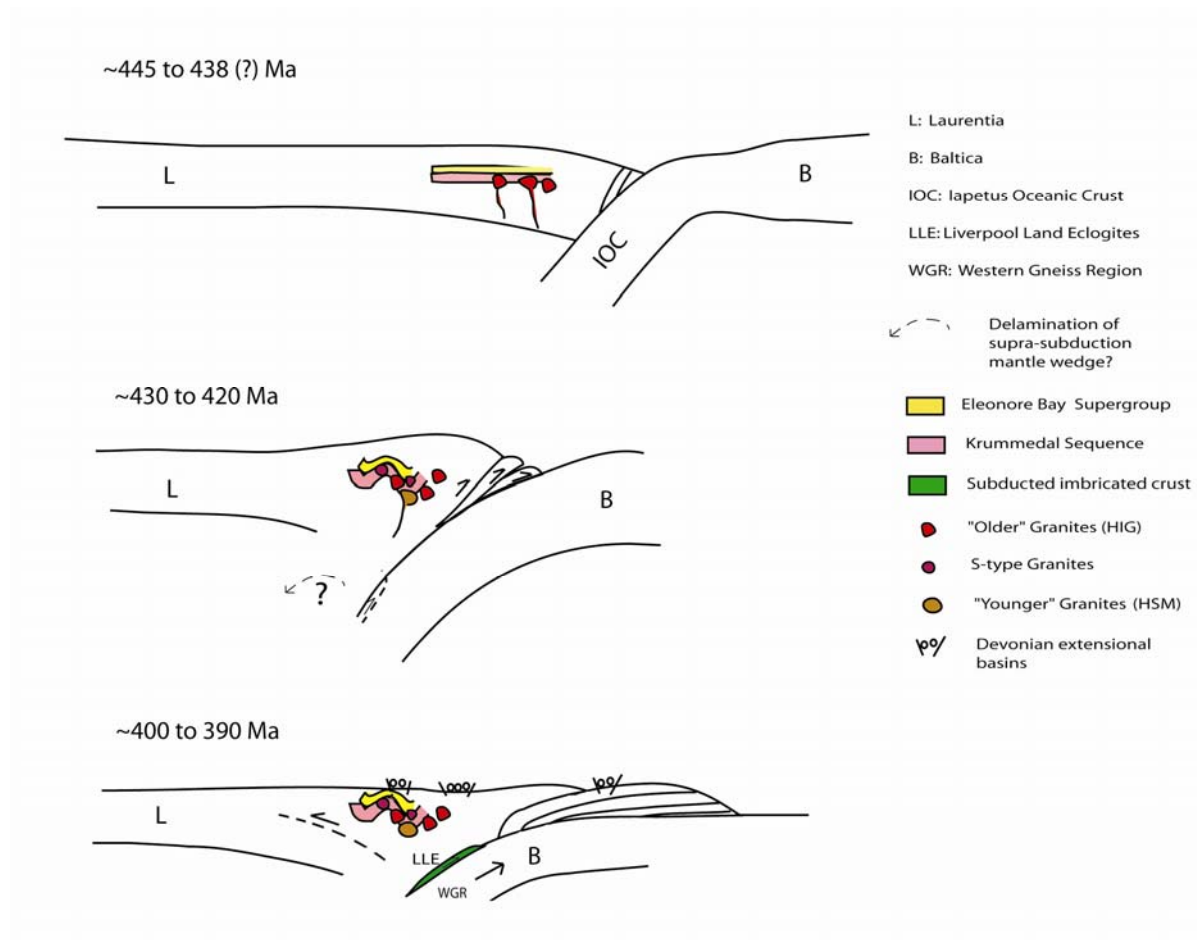 ~445 to 438 (?) Ma
L
B
IOC
L: Laurentia
B: Baltica
IOC: Iapetus Oceanic Crust
LLE: Liverpool Land Eclogites
WGR: Western Gneiss Region
Delamination of
supra-subduction
mantle wedge?
Eleonore Bay Supergroup
Krummedal Sequence
Subducted imbricated crust
"Older" Granites (HIG)
S-type Granites
"Younger" Granites (HSM)
Devonian extensional
basins
~430 to 420 Ma
L
B
?
~400 to 390 Ma
L
LLE
B
WGR